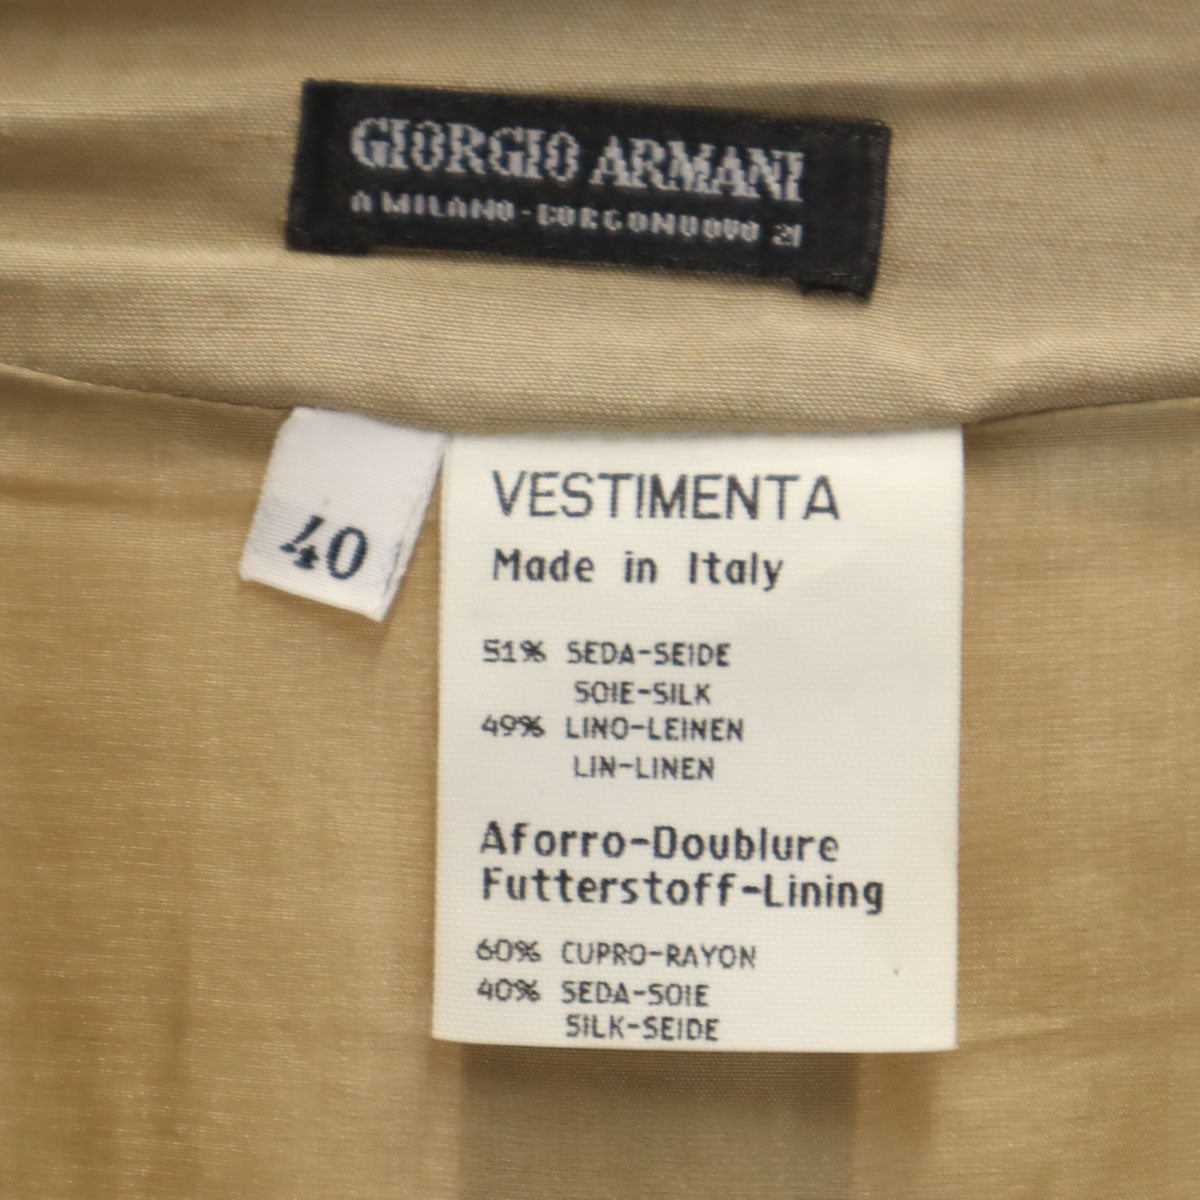 GIORGIO ARMANI
A MILANO-BORGONUOVO 21
40
VESTIMENTA
Made in Italy
51% SEDA-SEIDE
SOIE-SILK
49% LINO-LEINEN
LIN-LINEN
Aforro-Doublure
Futterstoff-Lining
60% CUPRO-RAYON
40% SEDA-SOIE
SILK-SEIDE